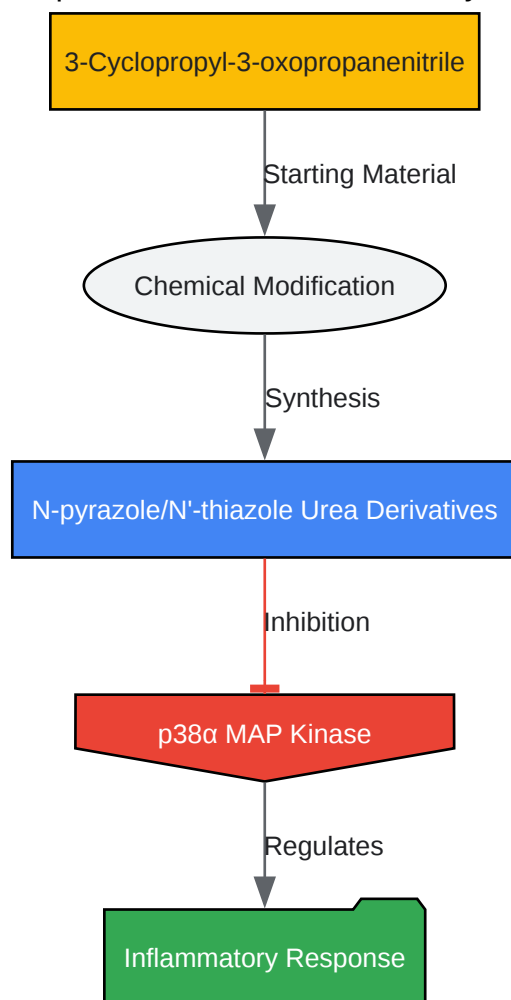 3-Cyclopropyl-3-oxopropanenitrile
Starting Material
Chemical Modification
Synthesis
N-pyrazole/N'-thiazole Urea Derivatives
Inhibition
p38α MAP Kinase
Regulates
Inflammatory Response